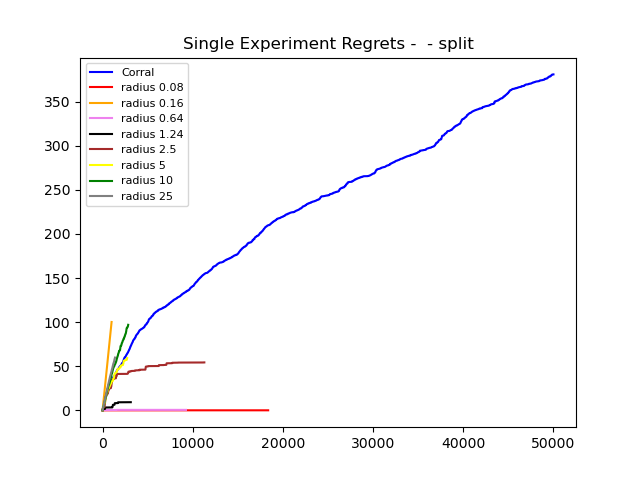 Single Experiment Regrets -  - split
Corral
radius 0.08
radius 0.16
radius 0.64
radius 1.24
radius 2.5
radius 5
radius 10
radius 25
350
300
250
200
150
100
50
0
0 10000 20000 30000 40000 50000